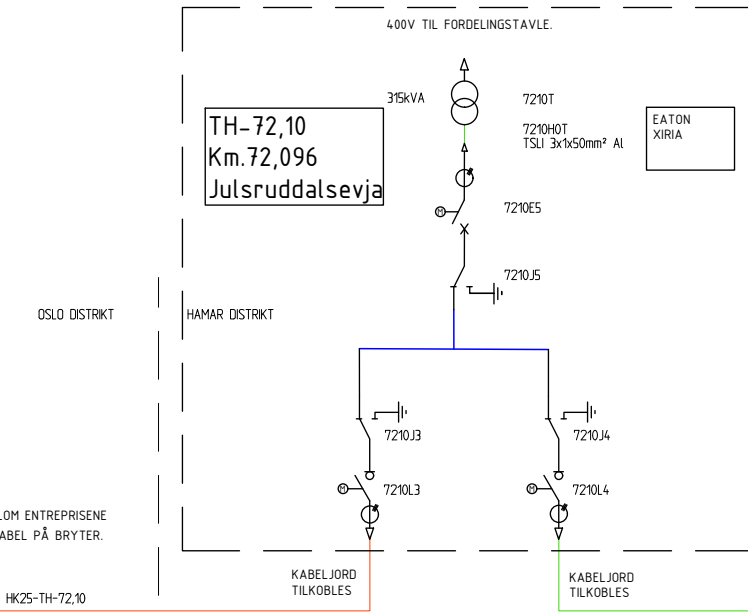 400V TIL FORDELINGSTAVLE.
315kVA
7210T
7210H0T
TSLI 3x1x50mm² Al
EATON
XIRIA
TH-72,10
Km.72,096
Julsruddalsevja
M
7210E5
7210J5
OSLO DISTRIKT
HAMAR DISTRIKT
7210J3
7210J4
M
7210L3
M
7210L4
LOM ENTREPRISENE
ABEL PÅ BRYTER.
KABELJORD
TILKOBLES
KABELJORD
TILKOBLES
HK25-TH-72,10